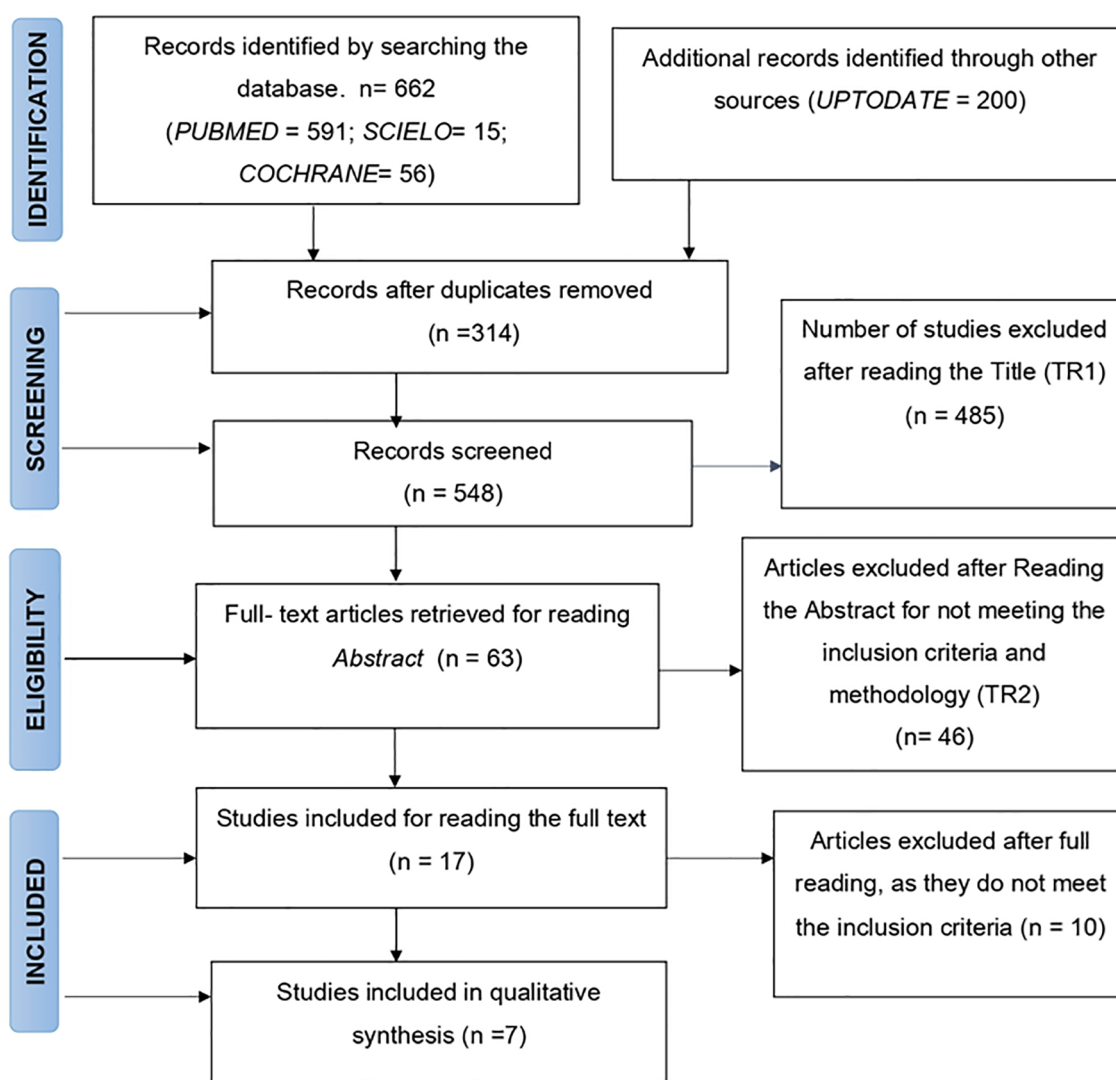 IDENTIFICATION
Records identified by searching the
database. n= 662
(PUBMED = 591; SCIELO= 15;
COCHRANE= 56)
Additional records identified through other
sources (UPTODATE = 200)
SCREENING
Records after duplicates removed
(n =314)
Number of studies excluded
after reading the Title (TR1)
(n = 485)
Records screened
(n = 548)
ELIGIBILITY
Full- text articles retrieved for reading
Abstract (n = 63)
Articles excluded after Reading
the Abstract for not meeting the
inclusion criteria and
methodology (TR2)
(n= 46)
INCLUDED
Studies included for reading the full text
(n = 17)
Articles excluded after full
reading, as they do not meet
the inclusion criteria (n = 10)
Studies included in qualitative
synthesis (n =7)